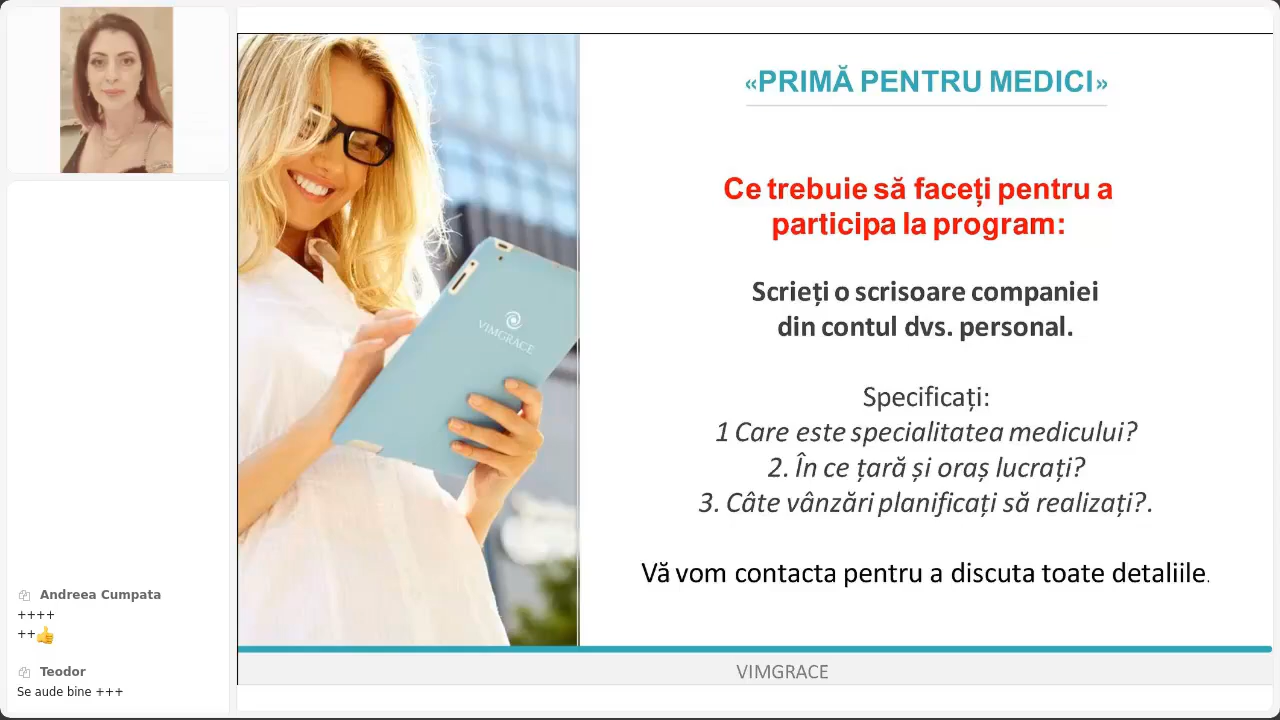 «PRIMĂ PENTRU MEDICI»
Ce trebuie să faceți pentru a
participa la program:
Scrieți o scrisoare companiei
din contul dvs. personal.
Specificați:
1 Care este specialitatea medicului?
2. În ce țară și oraș lucrați?
3. Câte vânzări planificați să realizați?.
Vă vom contacta pentru a discuta toate detaliile.
VIMGRACE
VIMGRACE
Andreea Cumpata
++++
++👍
Teodor
Se aude bine +++